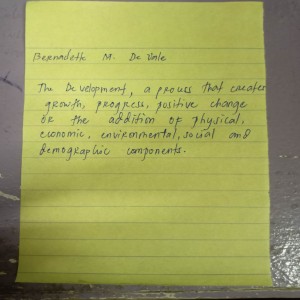 Bernadette M. De Vale
The Development, a process that creates
growth, progress, positive change
or the addition of physical,
economic, environmental, social and
demographic components.